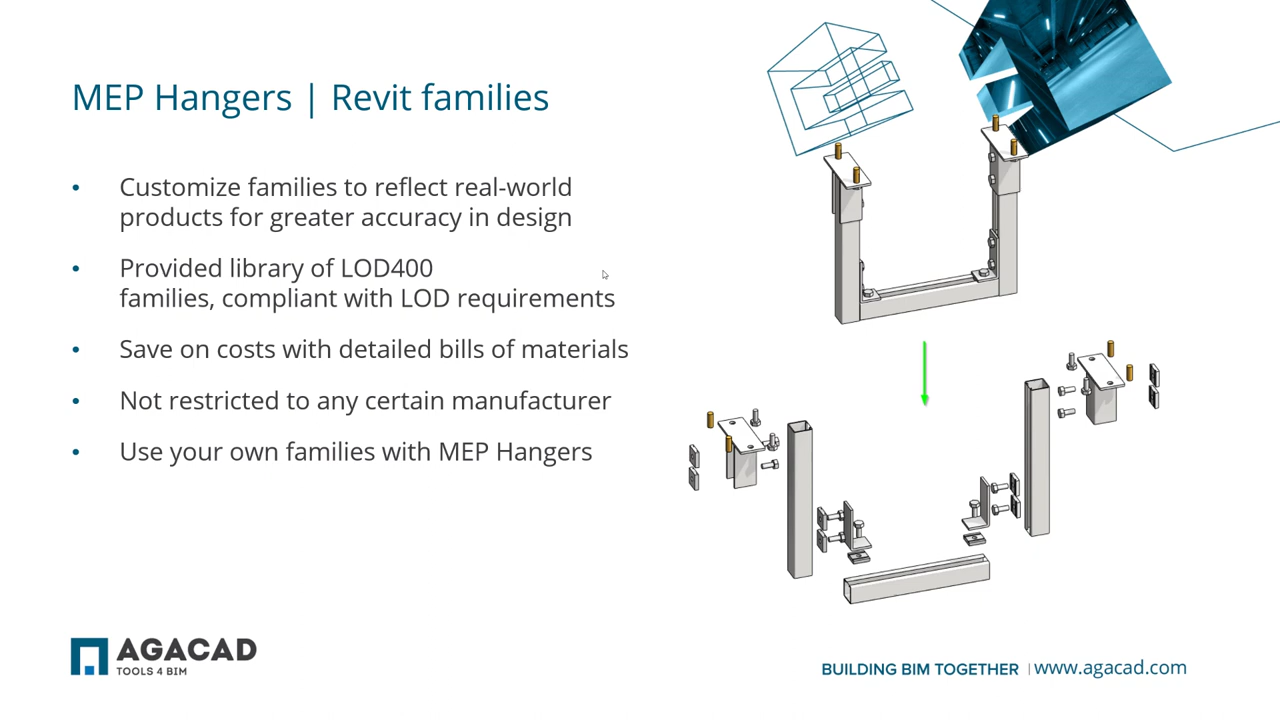 MEP Hangers | Revit families
• Customize families to reflect real-world
products for greater accuracy in design
• Provided library of LOD400
families, compliant with LOD requirements
• Save on costs with detailed bills of materials
• Not restricted to any certain manufacturer
• Use your own families with MEP Hangers
AGACAD
TOOLS 4 BIM
BUILDING BIM TOGETHER | www.agacad.com